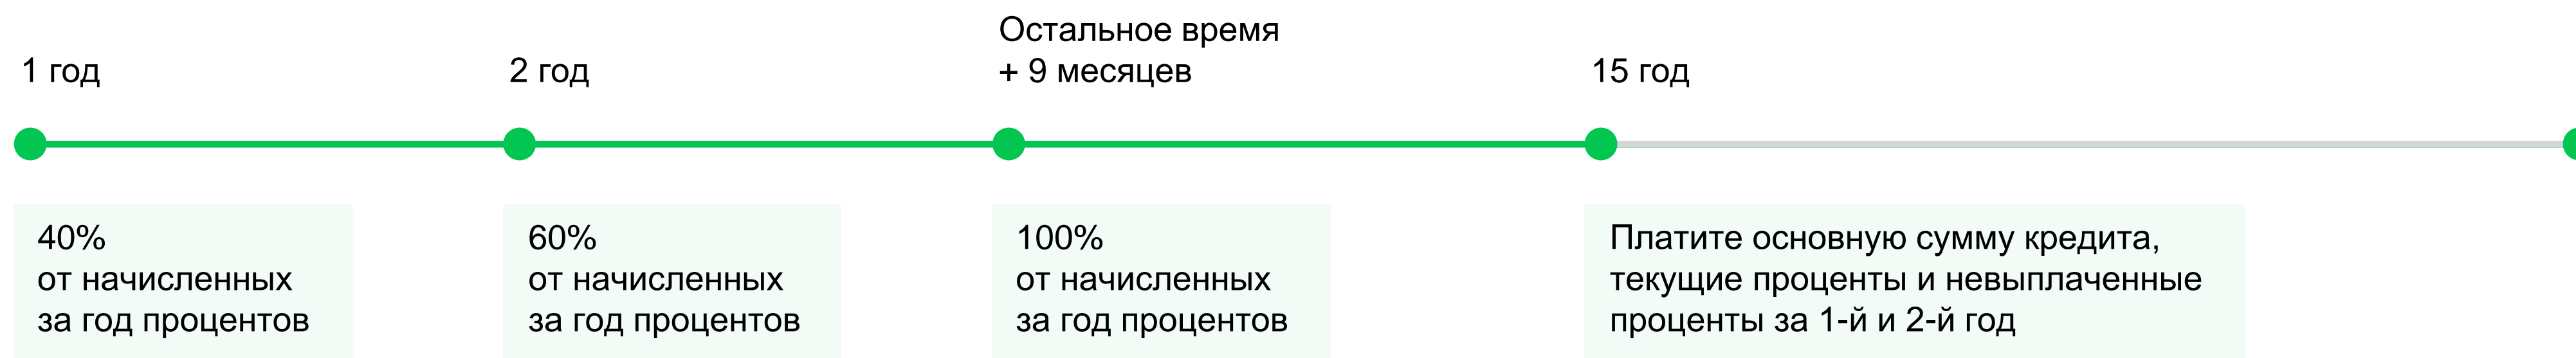 1 год
40%
от начисленных
за год процентов
2 год
60%
от начисленных
за год процентов
Остальное время
+ 9 месяцев
100%
от начисленных
за год процентов
15 год
Платите основную сумму кредита,
текущие проценты и невыплаченные
проценты за 1-й и 2-й год